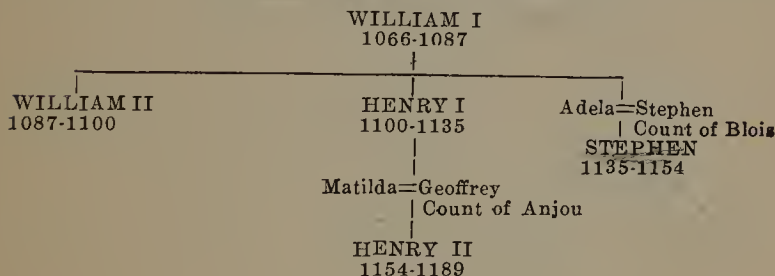 WILLIAM I
1066-1087
WILLIAM II
1087-1100
HENRY I
1100-1135
Adela=Stephen
Count of Blois
STEPHEN
1135-1154
Matilda=Geoffrey
Count of Anjou
HENRY II
1154-1189